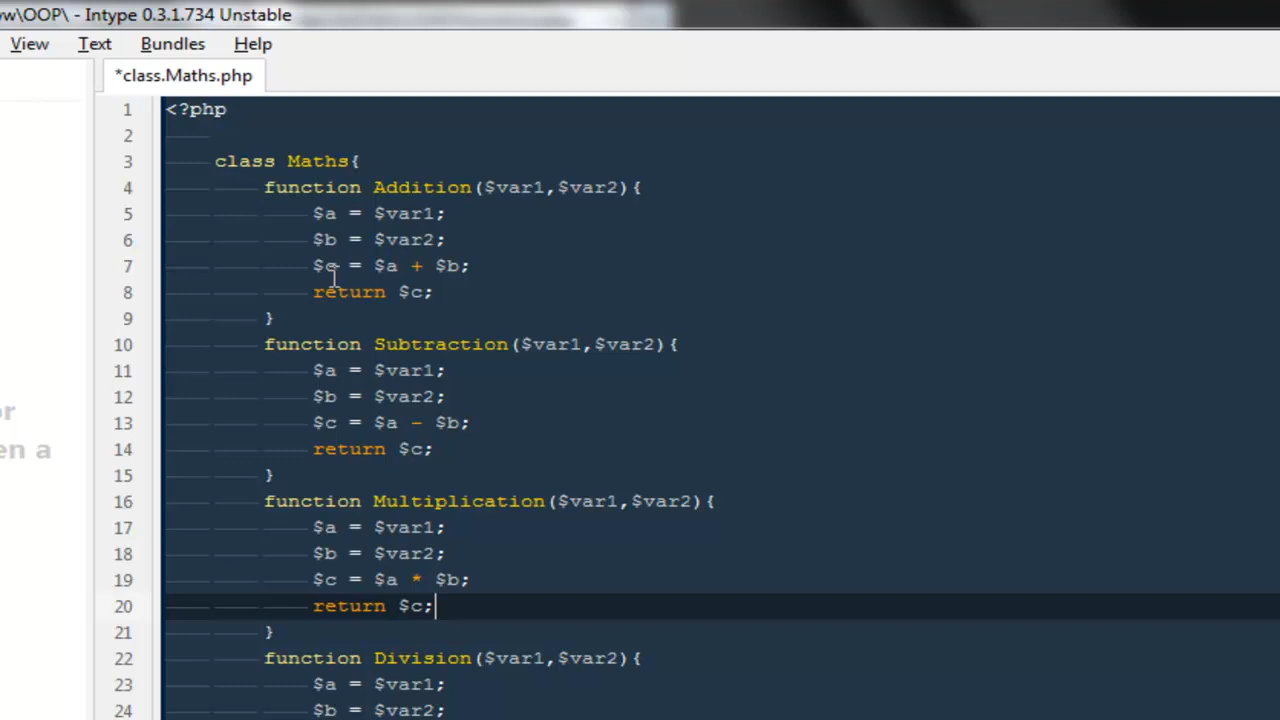 w\OOP\ - Intype 0.3.1.734 Unstable
View Text Bundles Help
*class.Maths.php
1 <?php
2
3 class Maths{
4 function Addition($var1,$var2){
5 $a = $var1;
6 $b = $var2;
7 $c = $a + $b;
8 return $c;
9 }
10 function Subtraction($var1,$var2){
11 $a = $var1;
12 $b = $var2;
13 $c = $a - $b;
14 return $c;
15 }
16 function Multiplication($var1,$var2){
17 $a = $var1;
18 $b = $var2;
19 $c = $a * $b;
20 return $c;
21 }
22 function Division($var1,$var2){
23 $a = $var1;
24 $b = $var2;
or
en a